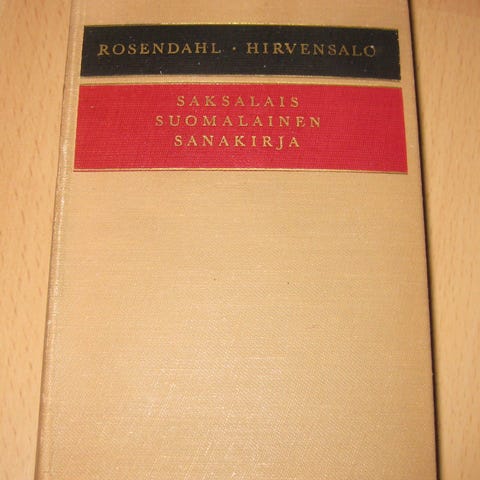 ROSENDAHL · HIRVENSALO
SAKSALAIS
SUOMALAINEN
SANAKIRJA